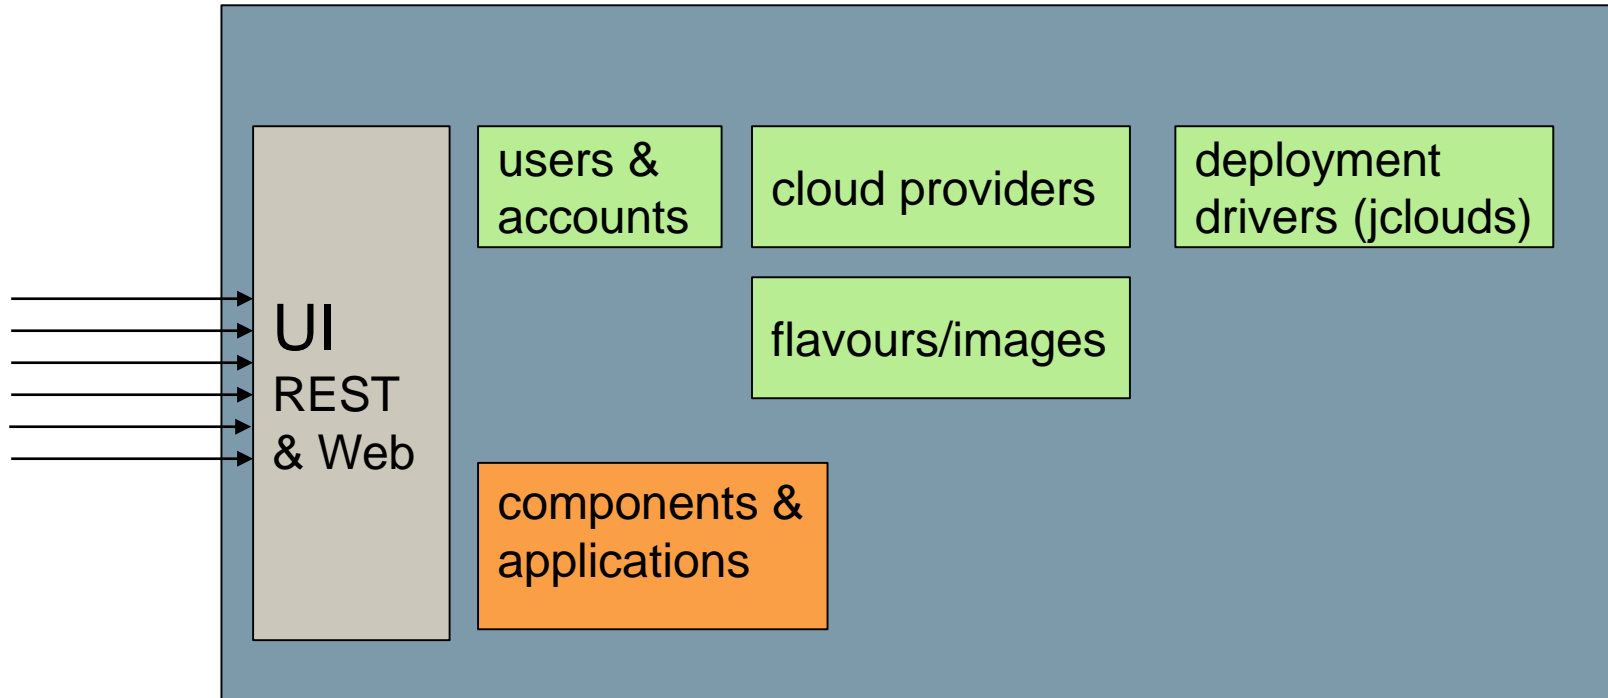 UI
REST
& Web
users &
accounts
cloud providers
deployment
drivers (jclouds)
flavours/images
components &
applications